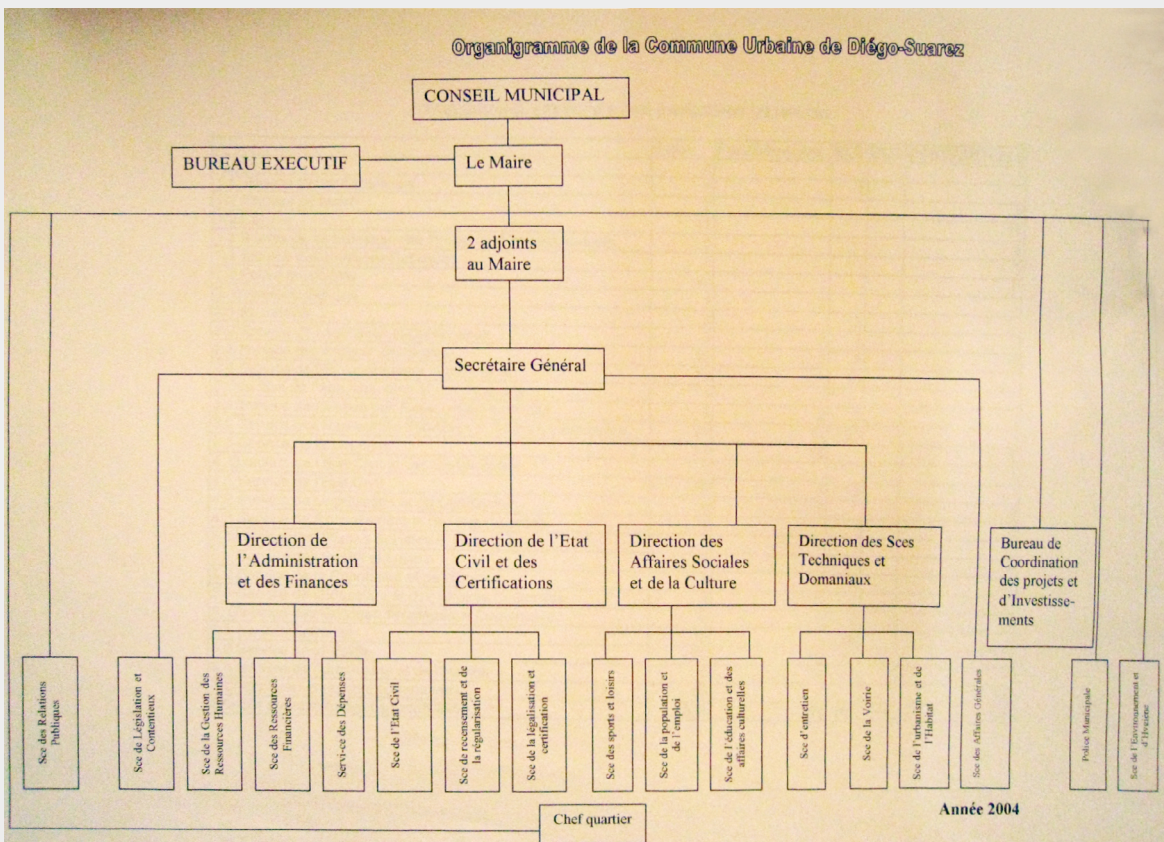 Organigramme de la Commune Urbaine de Diégo-Suarez
CONSEIL MUNICIPAL
BUREAU EXECUTIF
Le Maire
2 adjoints
au Maire
Secrétaire Général
Direction de
l'Administration
et des Finances
Direction de l'Etat
Civil et des
Certifications
Direction des
Affaires Sociales
et de la Culture
Direction des Sces
Techniques et
Domaniaux
Bureau de
Coordination
des projets et
d'Investisse-
ments
Sce des Relations
Publiques
Sce de Législation et
Contentieux
Sce de la Gestion des
Ressources Humaines
Sce des Ressources
Financières
Servi-ce des Dépenses
Sce de l'Etat Civil
Sce de recensement et de
la régularisation
Sce de la légalisation et
certification
Sce des sports et loisirs
Sce de la population et
de l'emploi
Sce de l'éducation et des
affaires culturelles
Sce d'entretien
Sce de la Voirie
Sce de l'urbanisme et de
l'Habitat
Sce des Affaires Générales
Police Municipale
Sce de l'Environnement et
d'Hygiène
Année 2004
Chef quartier